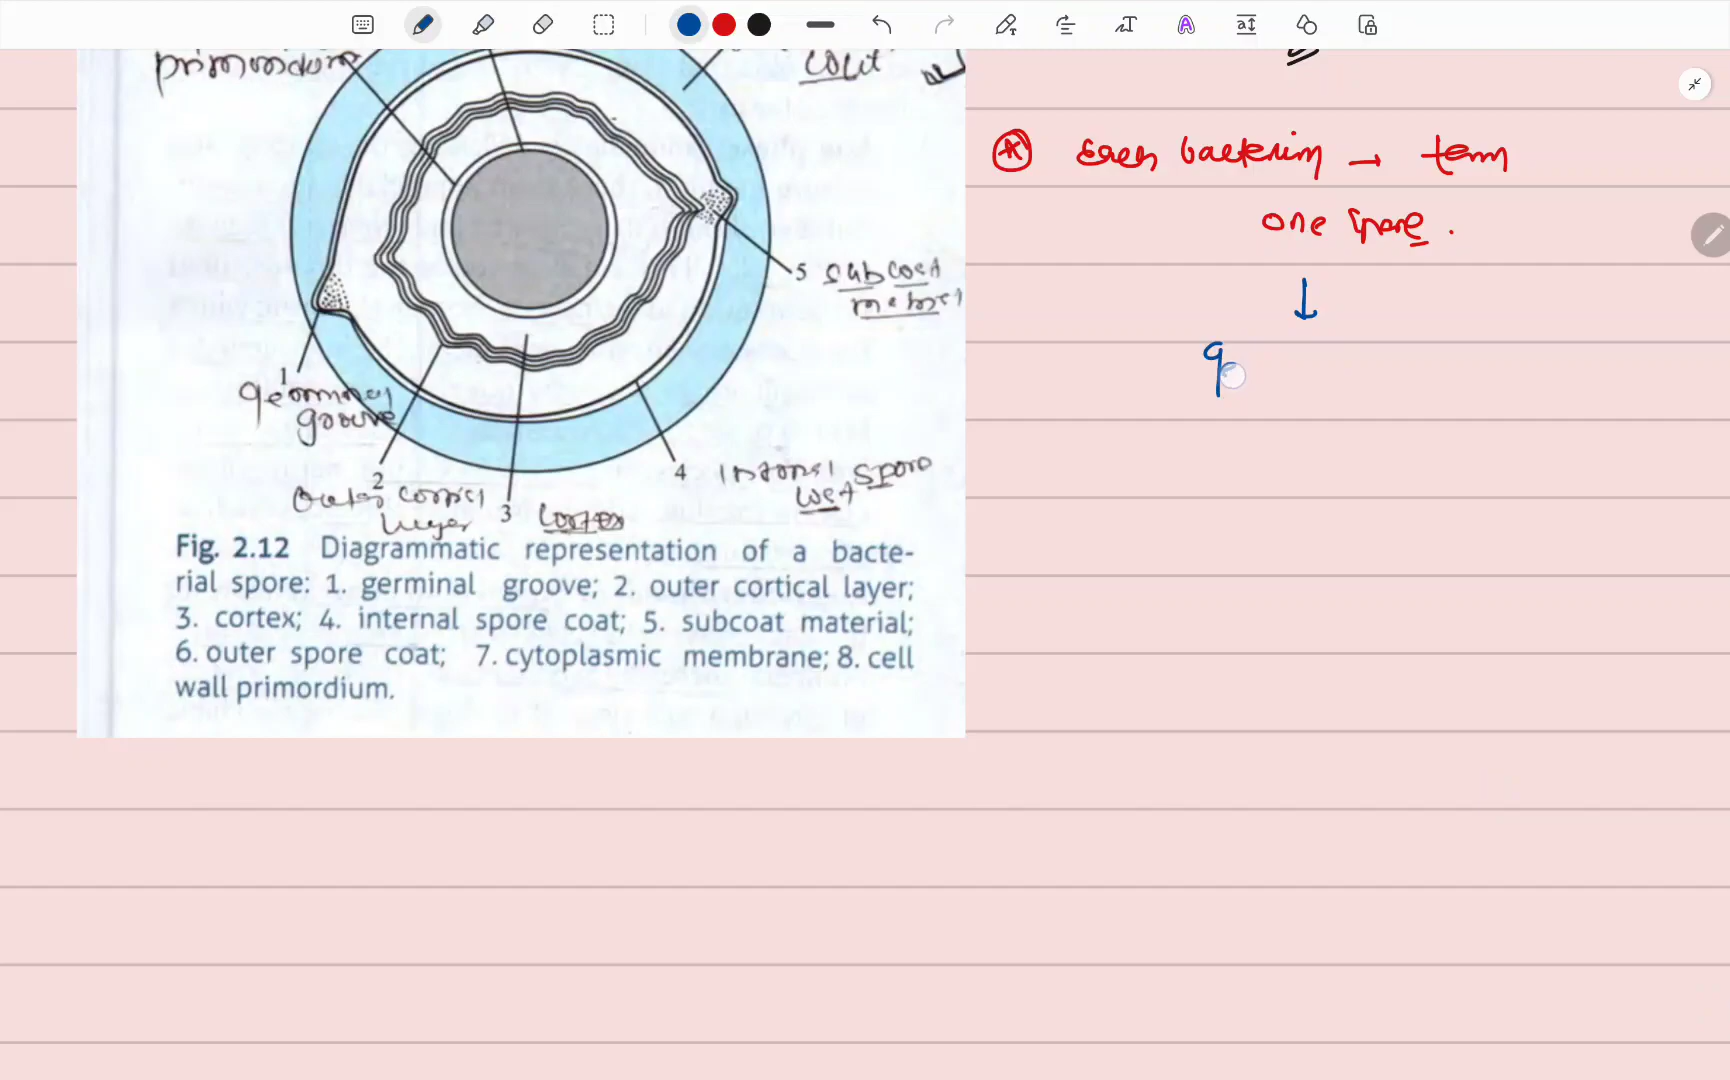 primordium
coat
* Each bacterium → form
one spore.
5 subcoat
1
germinal
groove
2
outer cortical
layer
3 cortex
4 internal spore
coat
Fig. 2.12 Diagrammatic representation of a bacte-
rial spore: 1. germinal groove; 2. outer cortical layer;
3. cortex; 4. internal spore coat; 5. subcoat material;
6. outer spore coat; 7. cytoplasmic membrane; 8. cell
wall primordium.